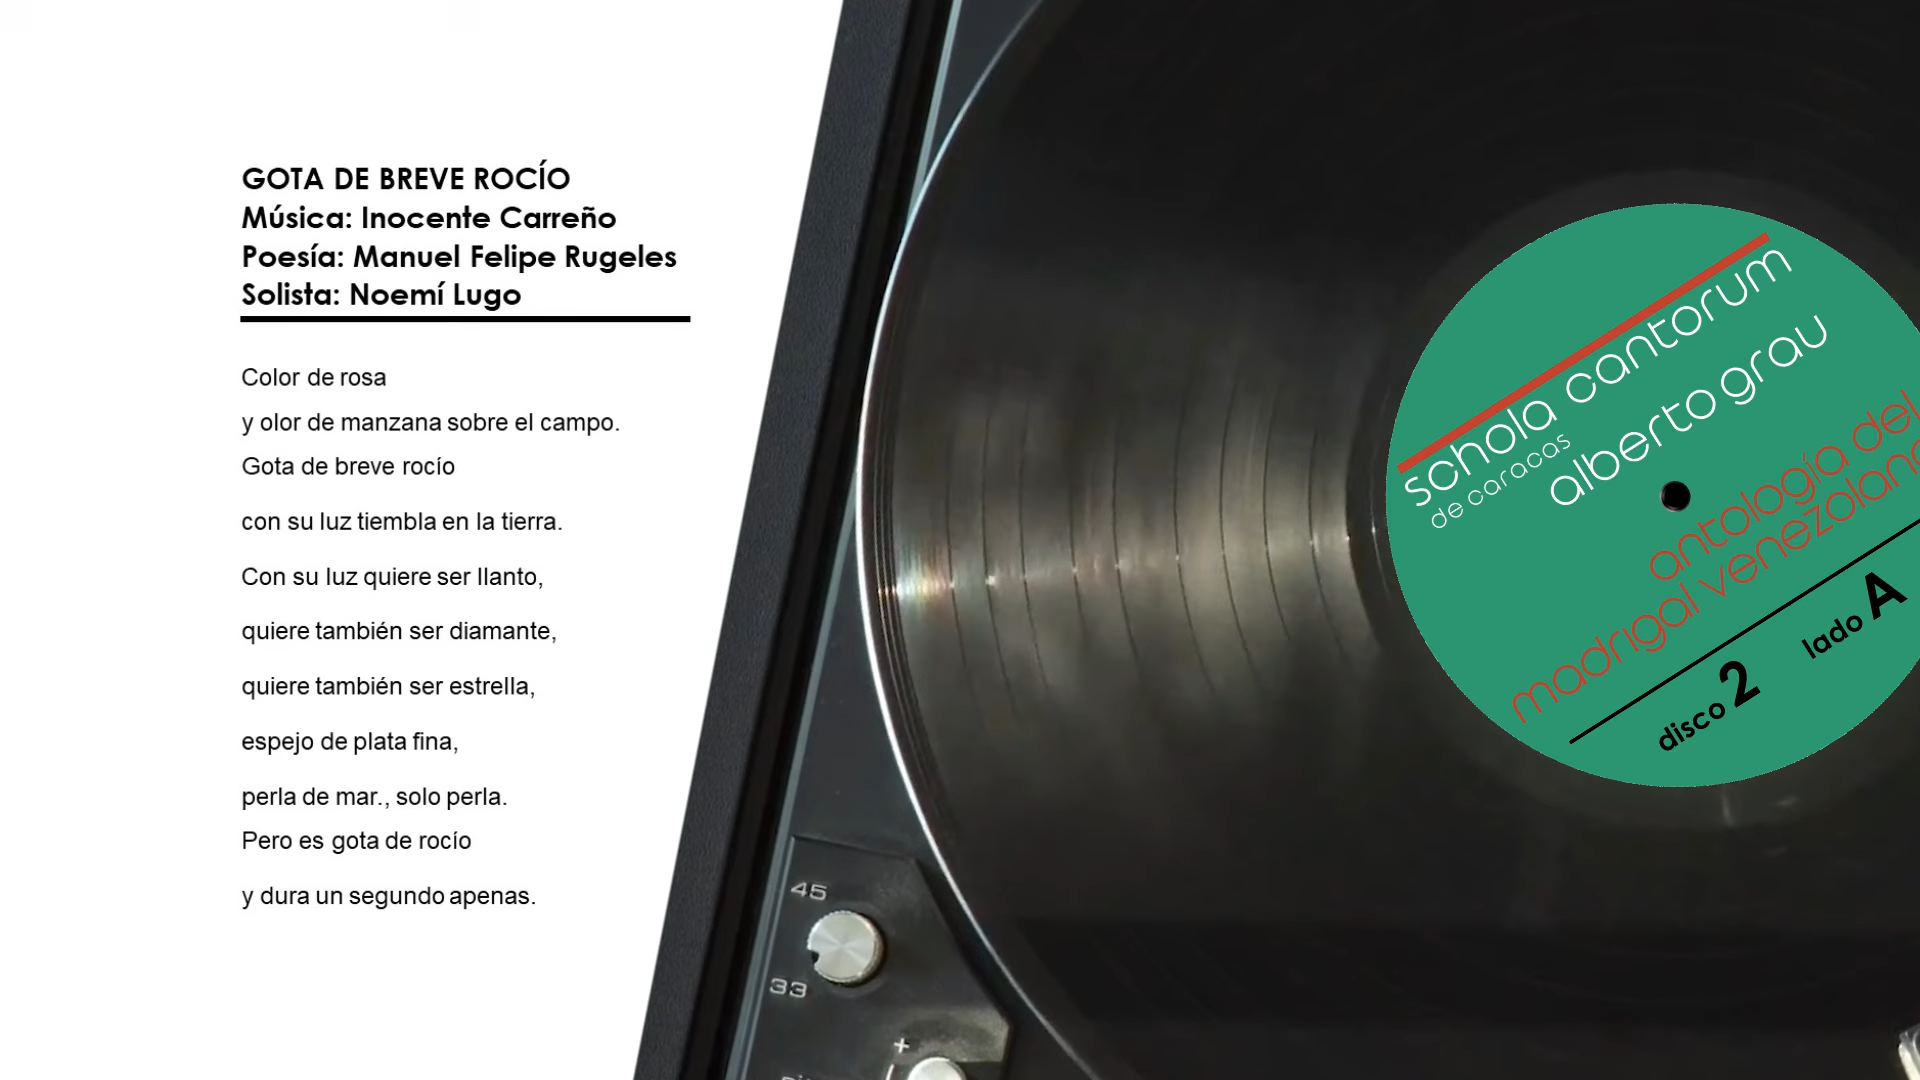 GOTA DE BREVE ROCÍO
Música: Inocente Carreño
Poesía: Manuel Felipe Rugeles
Solista: Noemí Lugo
Color de rosa
y olor de manzana sobre el campo.
Gota de breve rocío
con su luz tiembla en la tierra.
Con su luz quiere ser llanto,
quiere también ser diamante,
quiere también ser estrella,
espejo de plata fina,
perla de mar., solo perla.
Pero es gota de rocío
y dura un segundo apenas.
schola cantorum
de caracas
alberto grau
antología del
madrigal venezolano
disco 2 lado A
45
33
+